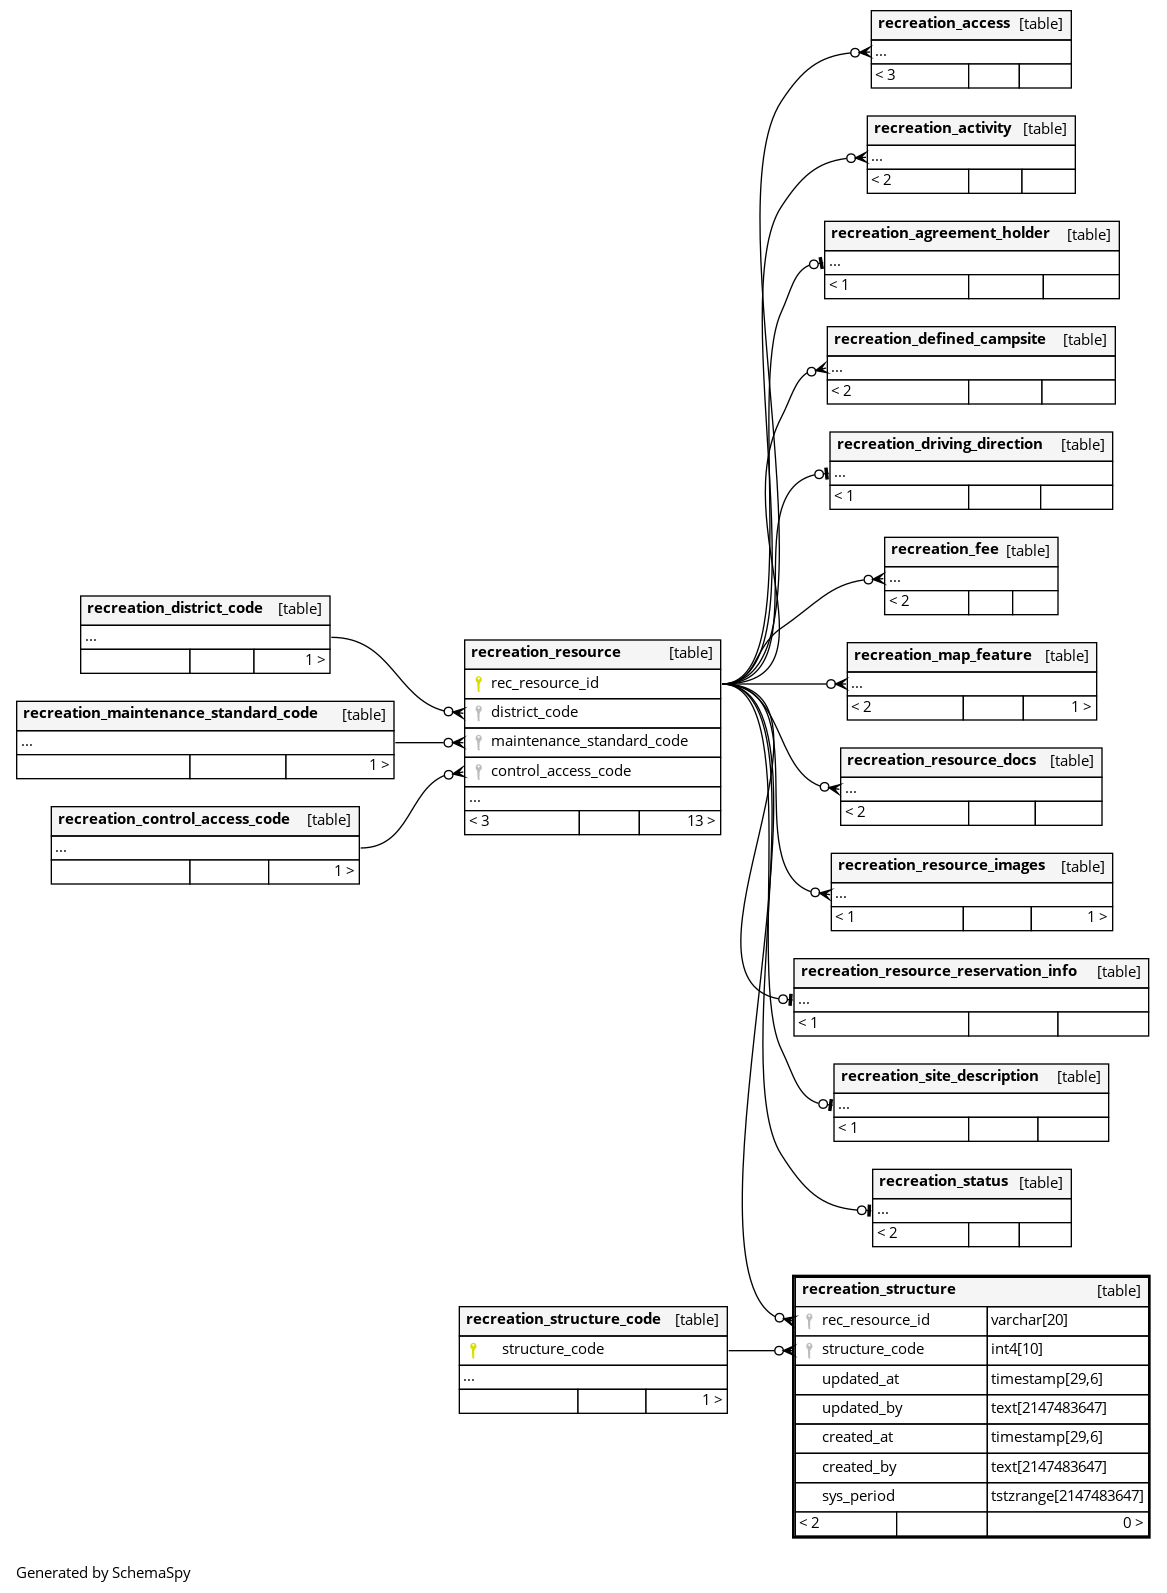 recreation_access [table]
...
< 3
recreation_activity [table]
...
< 2
recreation_agreement_holder [table]
...
< 1
recreation_defined_campsite [table]
...
< 2
recreation_driving_direction [table]
...
< 1
recreation_fee [table]
...
< 2
recreation_district_code [table]
...
1 >
recreation_maintenance_standard_code [table]
...
1 >
recreation_control_access_code [table]
...
1 >
recreation_resource [table]
rec_resource_id
district_code
maintenance_standard_code
control_access_code
...
< 3 13 >
recreation_map_feature [table]
...
< 2 1 >
recreation_resource_docs [table]
...
< 2
recreation_resource_images [table]
...
< 1 1 >
recreation_resource_reservation_info [table]
...
< 1
recreation_site_description [table]
...
< 1
recreation_status [table]
...
< 2
recreation_structure_code [table]
structure_code
...
1 >
recreation_structure [table]
rec_resource_id varchar[20]
structure_code int4[10]
updated_at timestamp[29,6]
updated_by text[2147483647]
created_at timestamp[29,6]
created_by text[2147483647]
sys_period tstzrange[2147483647]
< 2 0 >
Generated by SchemaSpy